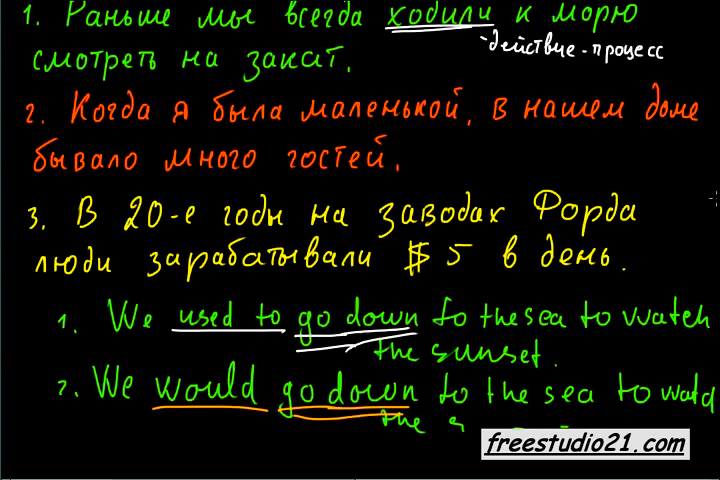 1. Раньше мы всегда ходили к морю
- действие - процесс
смотреть на закат.
2. Когда я была маленькой, в нашем доме
бывало много гостей.
3. В 20-е годы на заводах Форда
люди зарабатывали $ 5 в день.
1. We used to go down to the sea to watch
the sunset.
2. We would go down to the sea to watch
the s
freestudio21.com